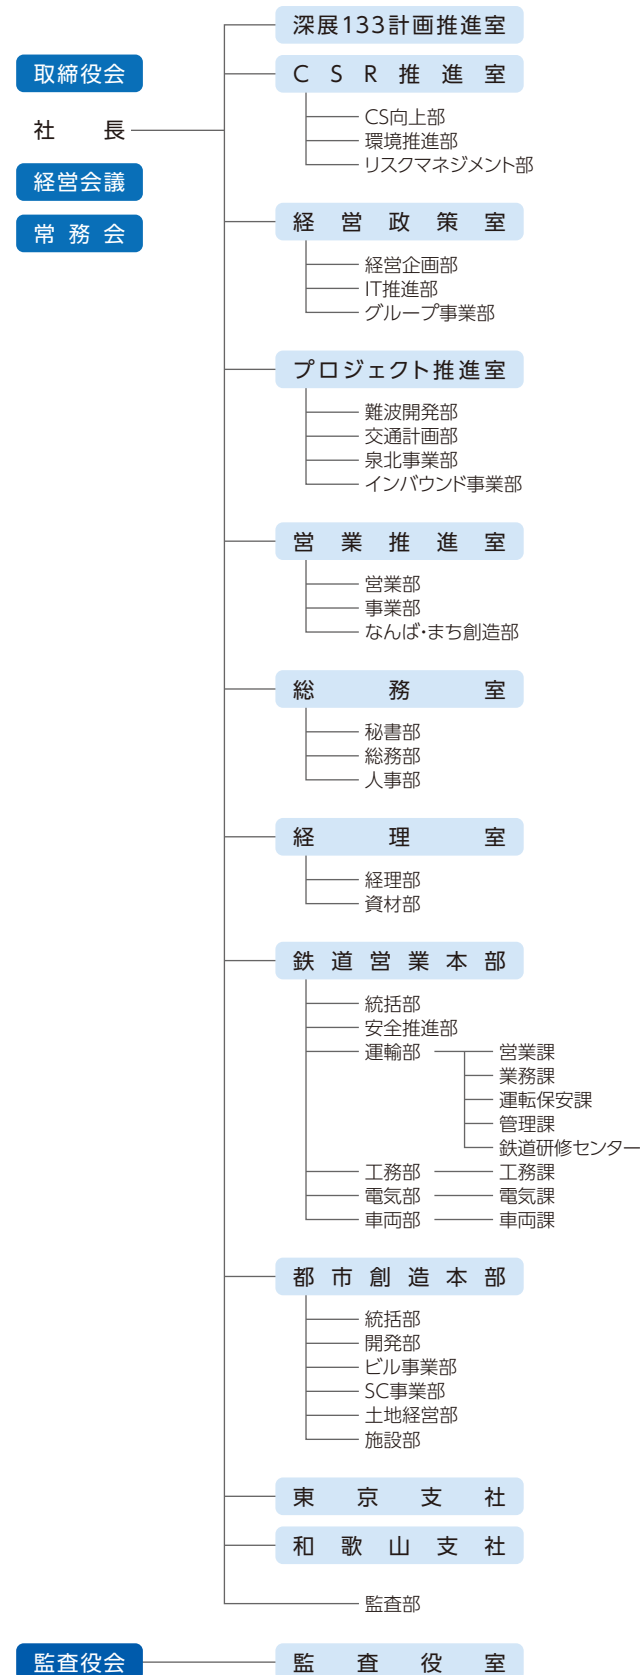 深展133計画推進室
取締役会
CSR推進室
社長
CS向上部
環境推進部
リスクマネジメント部
経営会議
常務会
経営政策室
経営企画部
IT推進部
グループ事業部
プロジェクト推進室
難波開発部
交通計画部
泉北事業部
インバウンド事業部
営業推進室
営業部
事業部
なんば・まち創造部
総務室
秘書部
総務部
人事部
経理室
経理部
資材部
鉄道営業本部
統括部
安全推進部
運輸部 営業課
業務課
運転保安課
管理課
鉄道研修センター
工務部 工務課
電気部 電気課
車両部 車両課
都市創造本部
統括部
開発部
ビル事業部
SC事業部
土地経営部
施設部
東京支社
和歌山支社
監査部
監査役会 監査役室